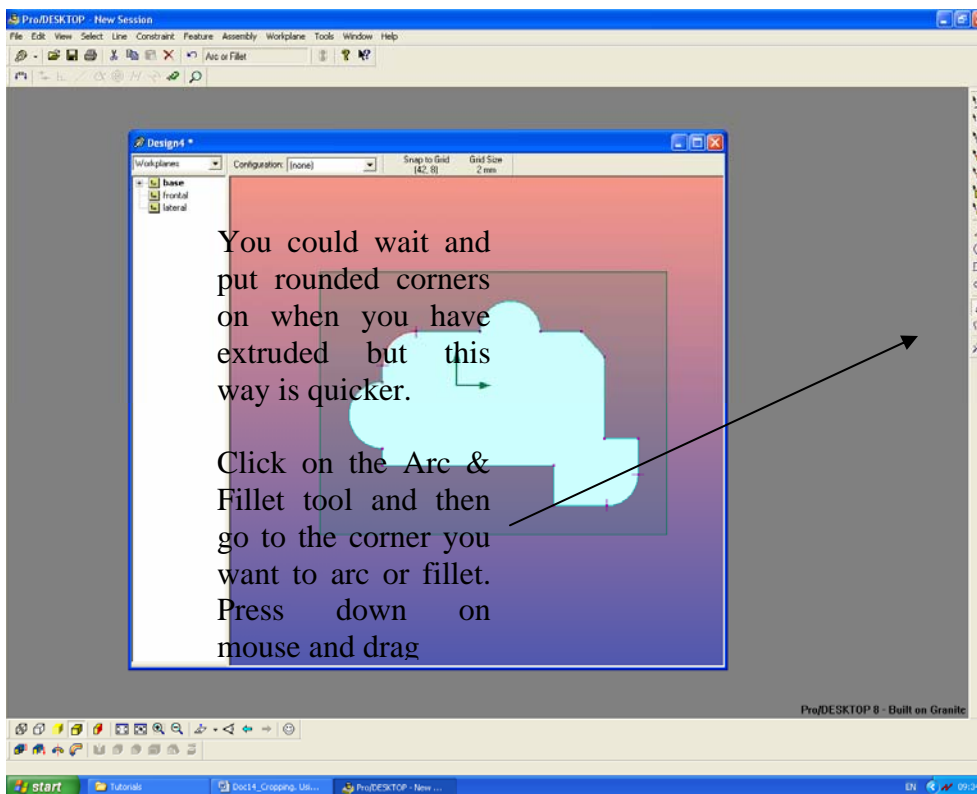 Pro/DESKTOP - New Session
File Edit View Select Line Constraint Feature Assembly Workplane Tools Window Help
Arc or Fillet
Design4 *
Workplanes
Configuration: (none)
Snap to Grid
(42, 8)
Grid Size
2 mm
base
frontal
lateral
You could wait and
put rounded corners
on when you have
extruded but this
way is quicker.
Click on the Arc &
Fillet tool and then
go to the corner you
want to arc or fillet.
Press down on
mouse and drag
Pro/DESKTOP 8 - Built on Granite
start
Tutorials
Doc14_Cropping. Us...
Pro/DESKTOP - New ...
EN